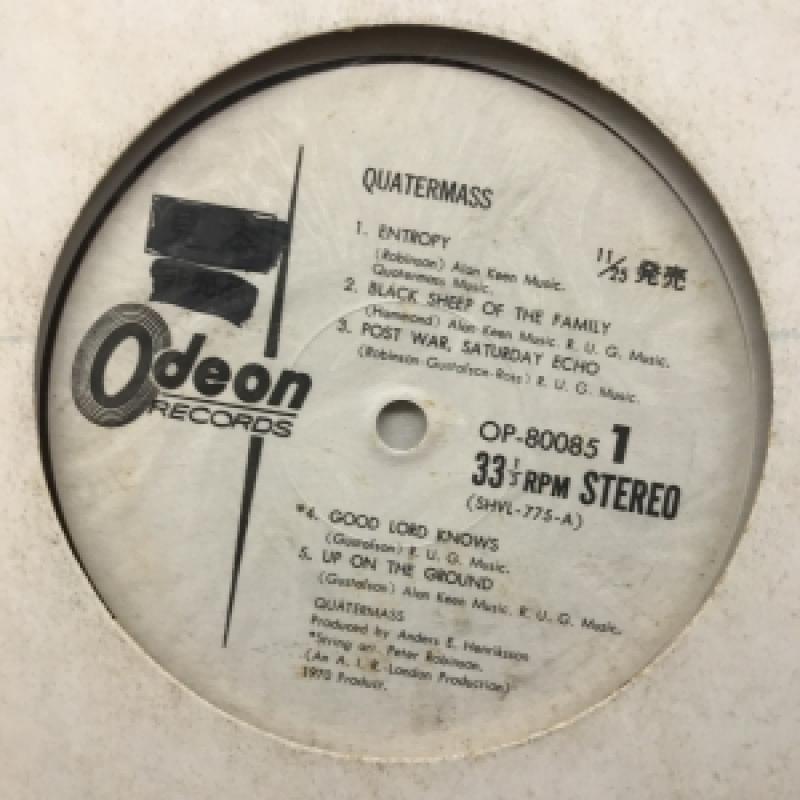 QUATERMASS
1. ENTROPY
(Robinson) Alan Keen Music.
Quatermass Music.
11/25 発売
2. BLACK SHEEP OF THE FAMILY
(Hammond) Alan Keen Music. R. U. G. Music.
3. POST WAR, SATURDAY ECHO
(Robinson-Gustafson-Ross) R. U. G. Music.
Odeon
RECORDS
OP-80085 1
33⅓ RPM STEREO
(SHVL-775-A)
*4. GOOD LORD KNOWS
(Gustafson) R. U. G. Music.
5. UP ON THE GROUND
(Gustafson) Alan Keen Music. R. U. G. Music.
QUATERMASS
Produced by Anders E. Henriksson
*String arr. Peter Robinson.
(An A. I. R.-London Production)
1970 Product.